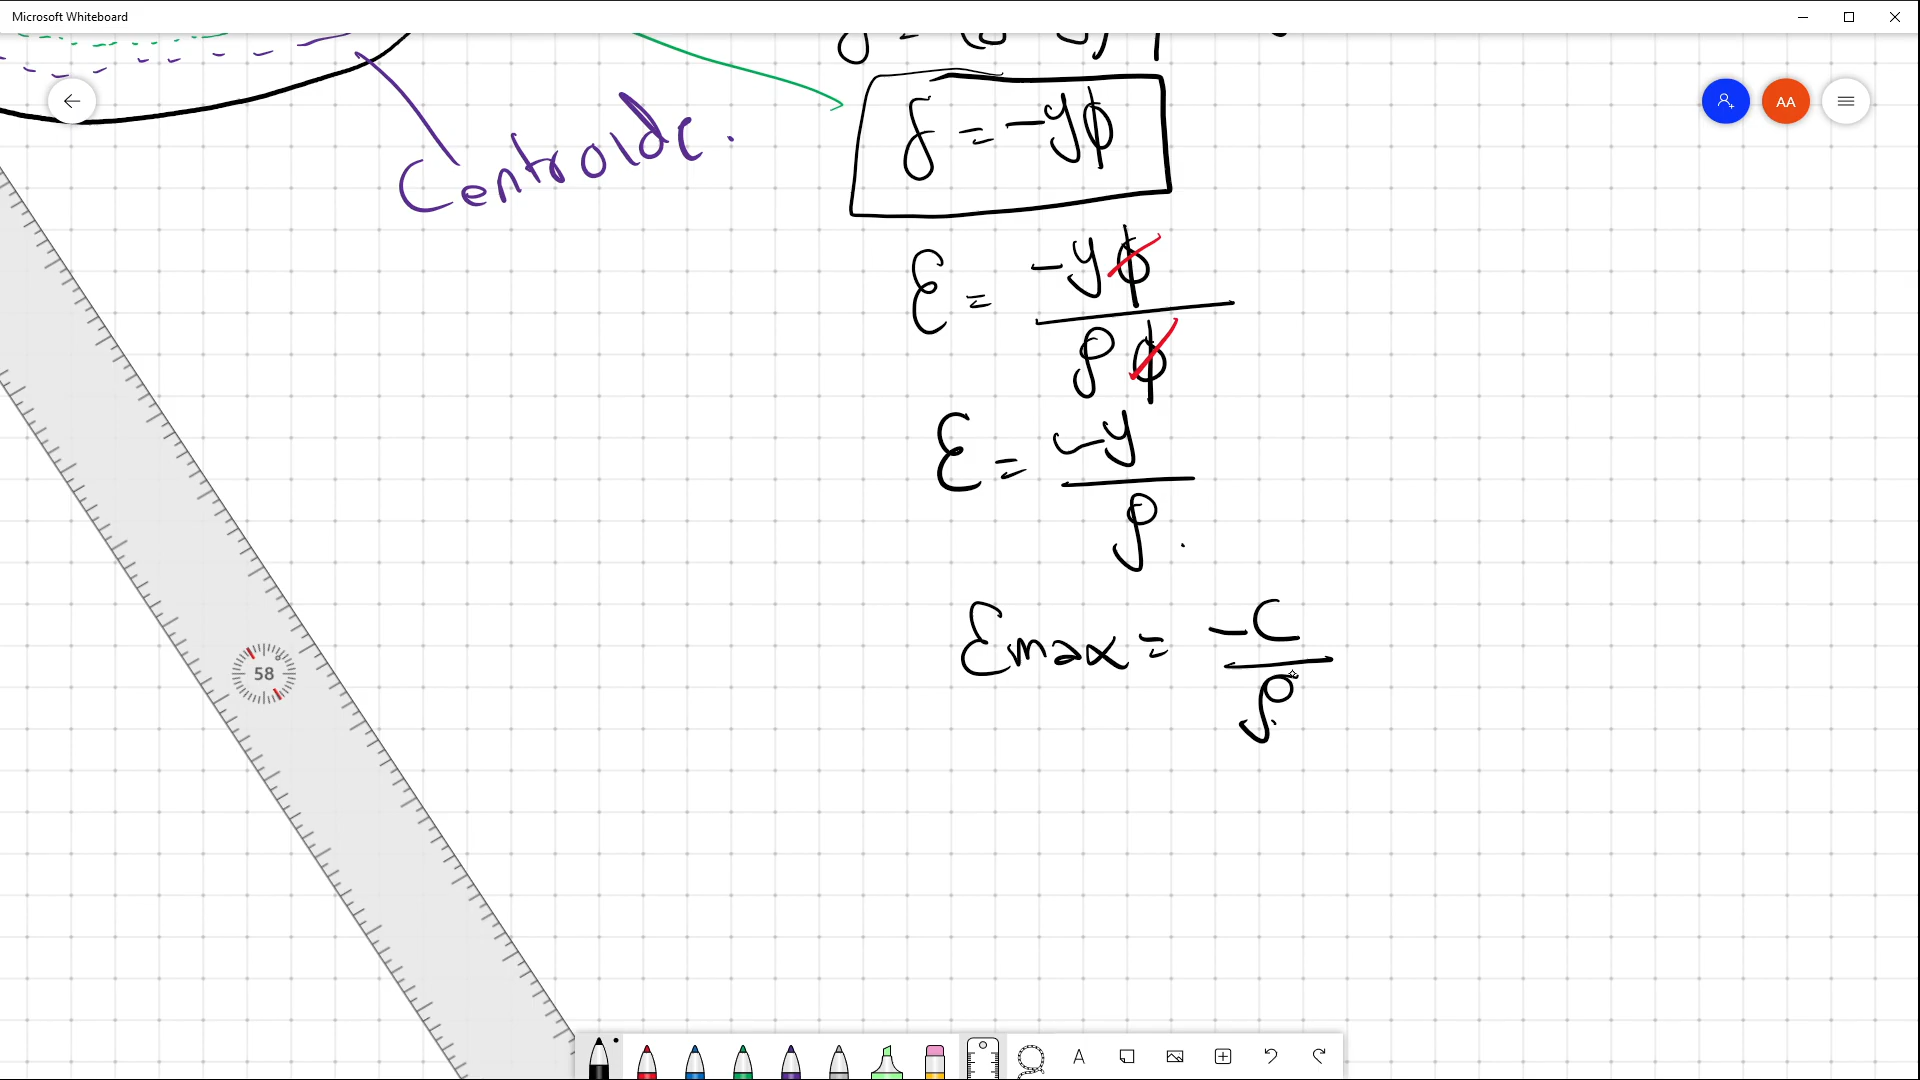 Microsoft Whiteboard
AA
Centroide.
δ = -yϕ
ε = -yϕ / ρϕ
ε = -y / ρ.
εmax = -c / ρ
58
A